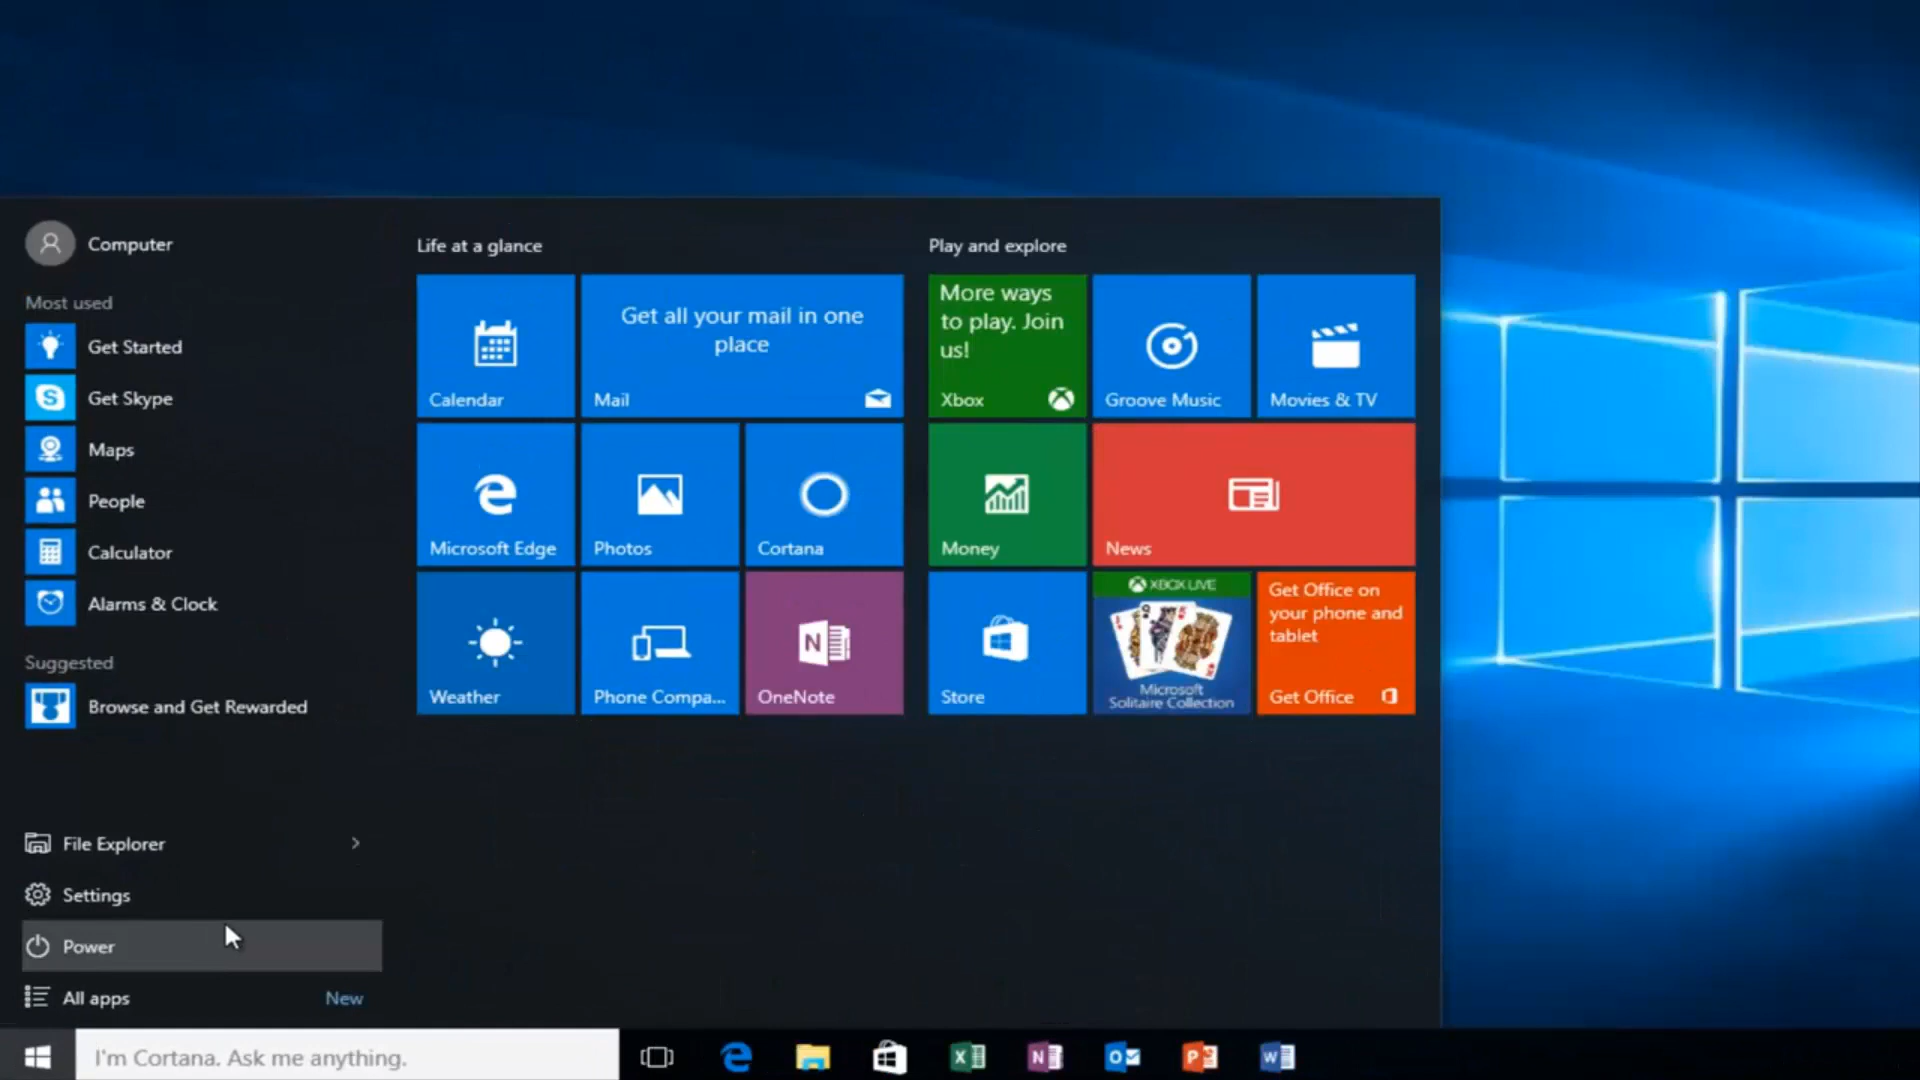 Computer
Most used
Get Started
Get Skype
Maps
People
Calculator
Alarms & Clock
Suggested
Browse and Get Rewarded
File Explorer
Settings
Power
All apps New
Life at a glance
Calendar
Get all your mail in one
place
Mail
Microsoft Edge
Photos
Cortana
Weather
Phone Compa...
OneNote
Play and explore
More ways
to play. Join
us!
Xbox
Groove Music
Movies & TV
Money
News
Store
XBOX LIVE
Microsoft
Solitaire Collection
Get Office on
your phone and
tablet
Get Office
I'm Cortana. Ask me anything.